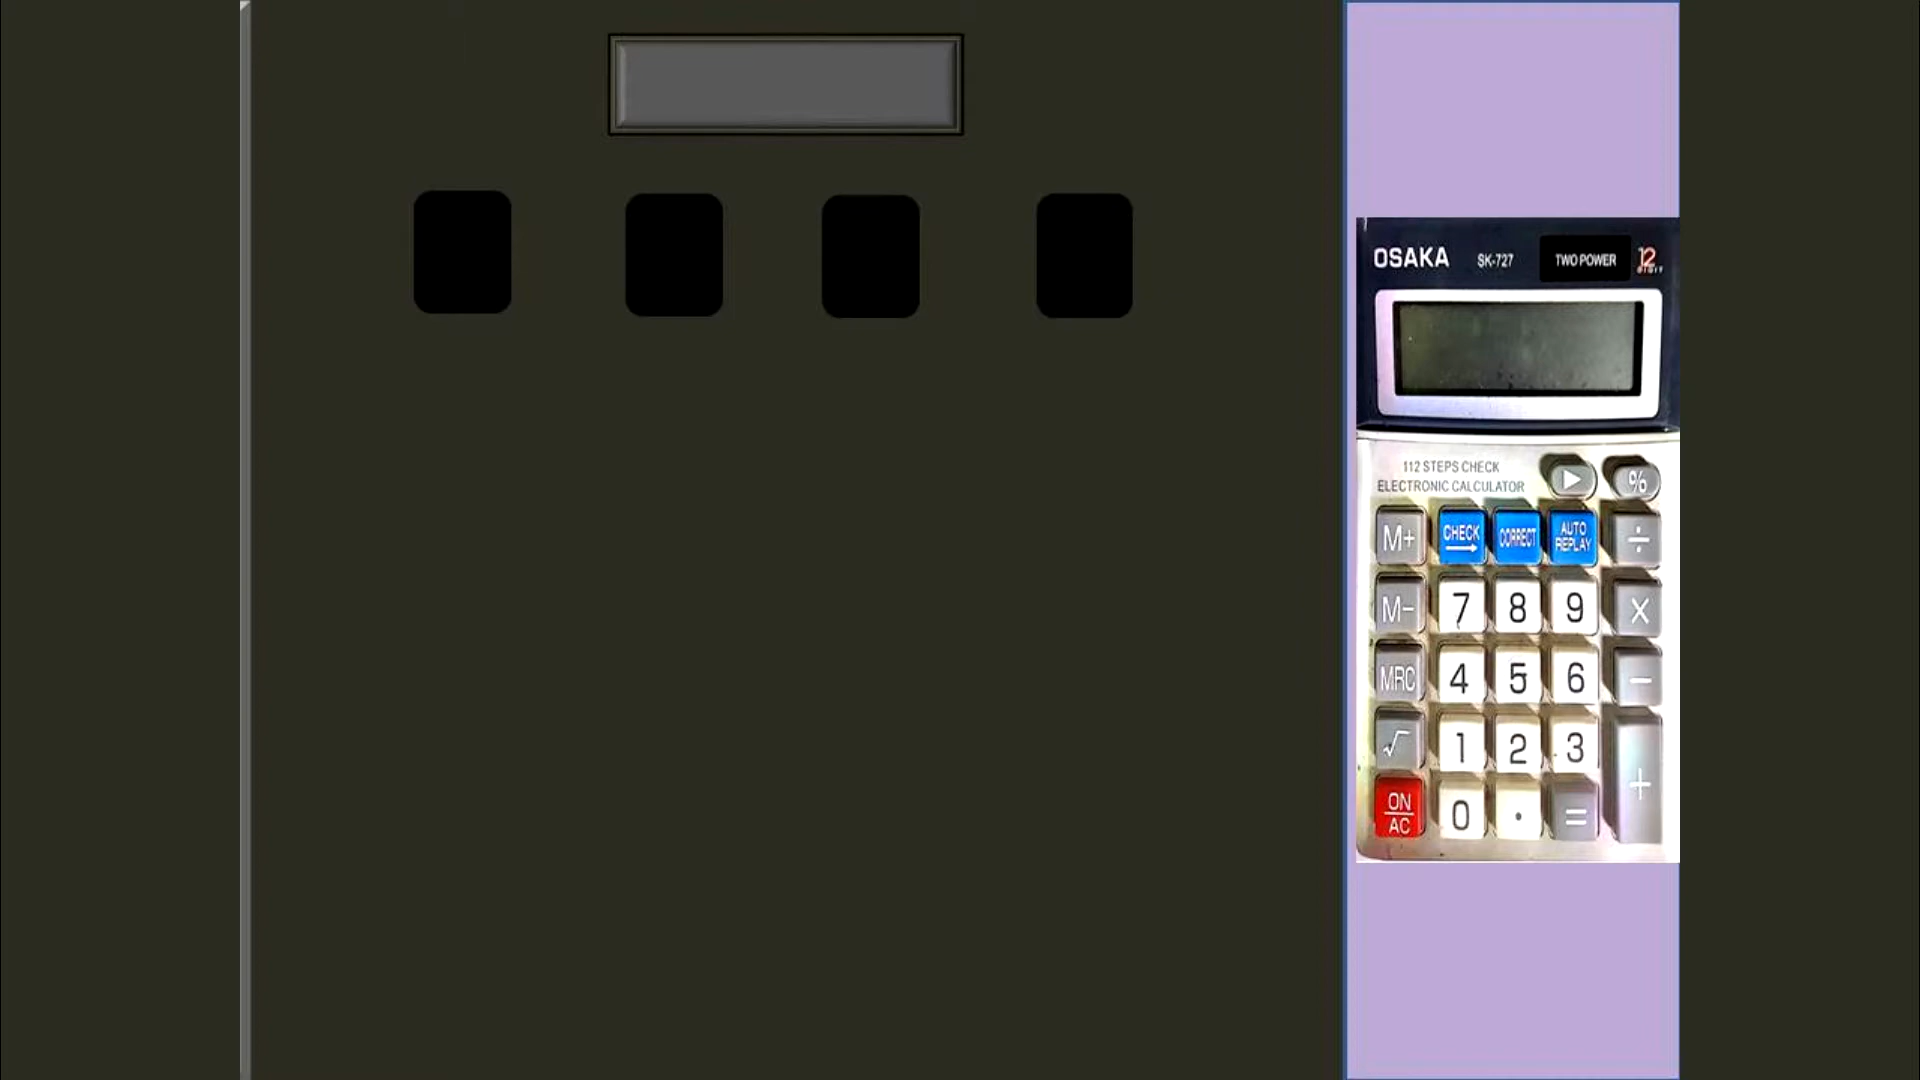 OSAKA SK-727 TWO POWER 12
DIGIT
112 STEPS CHECK
ELECTRONIC CALCULATOR
▶ %
M+ CHECK → CORRECT AUTO REPLAY ÷
M− 7 8 9 ×
MRC 4 5 6 −
√ 1 2 3
+
ON/AC 0 . =